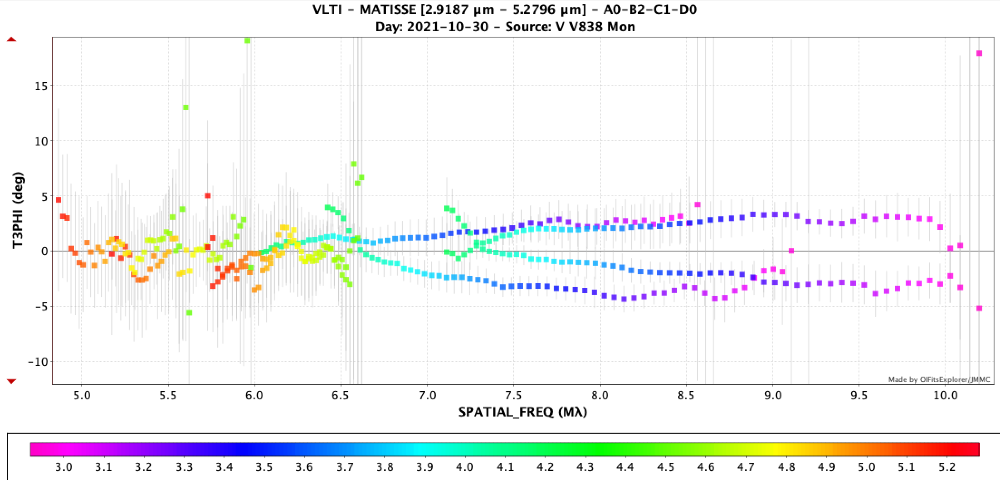 VLTI - MATISSE [2.9187 µm - 5.2796 µm] - A0-B2-C1-D0
Day: 2021-10-30 - Source: V V838 Mon
T3PHI (deg)
15
10
5
0
-5
-10
Made by OIFitsExplorer/JMMC
5.0 5.5 6.0 6.5 7.0 7.5 8.0 8.5 9.0 9.5 10.0
SPATIAL_FREQ (Mλ)
3.0 3.1 3.2 3.3 3.4 3.5 3.6 3.7 3.8 3.9 4.0 4.1 4.2 4.3 4.4 4.5 4.6 4.7 4.8 4.9 5.0 5.1 5.2